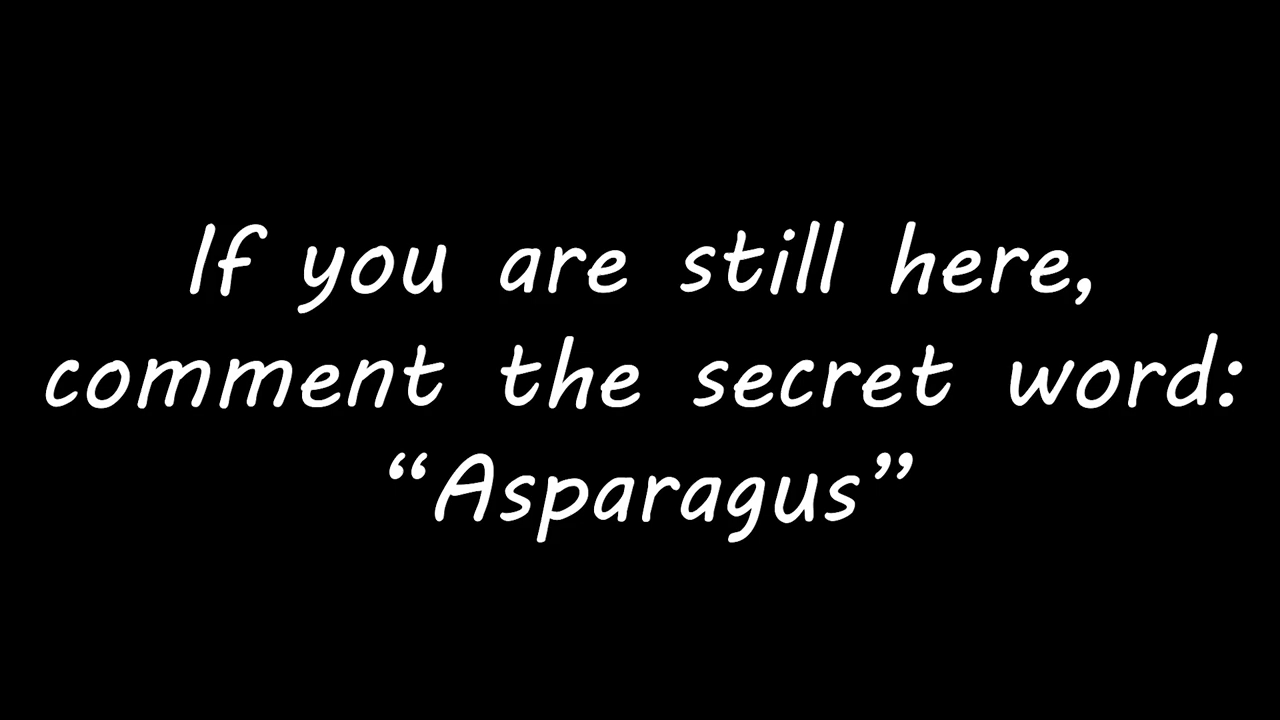 If you are still here,
comment the secret word:
“Asparagus”